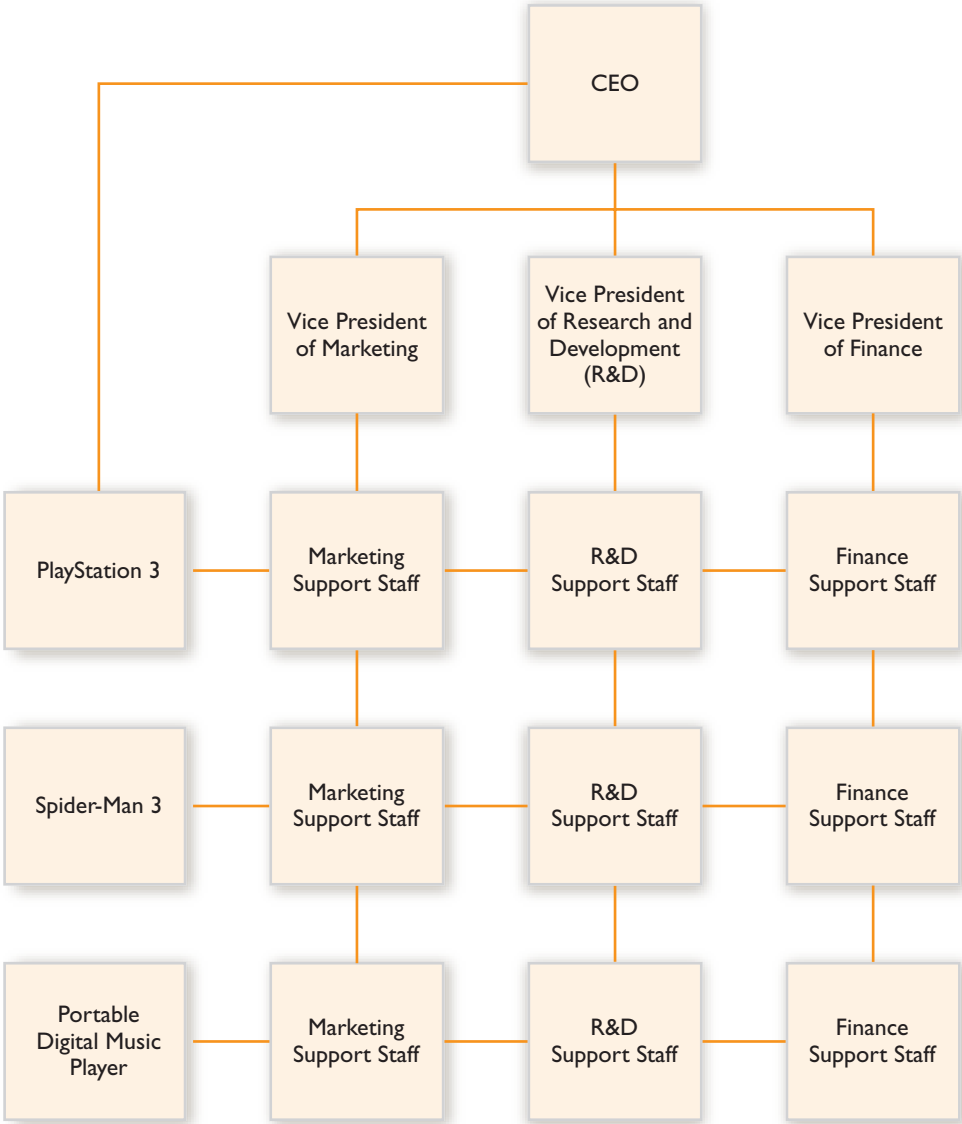 CEO
Vice President
of Marketing
Vice President
of Research and
Development
(R&D)
Vice President
of Finance
PlayStation 3
Marketing
Support Staff
R&D
Support Staff
Finance
Support Staff
Spider-Man 3
Marketing
Support Staff
R&D
Support Staff
Finance
Support Staff
Portable
Digital Music
Player
Marketing
Support Staff
R&D
Support Staff
Finance
Support Staff